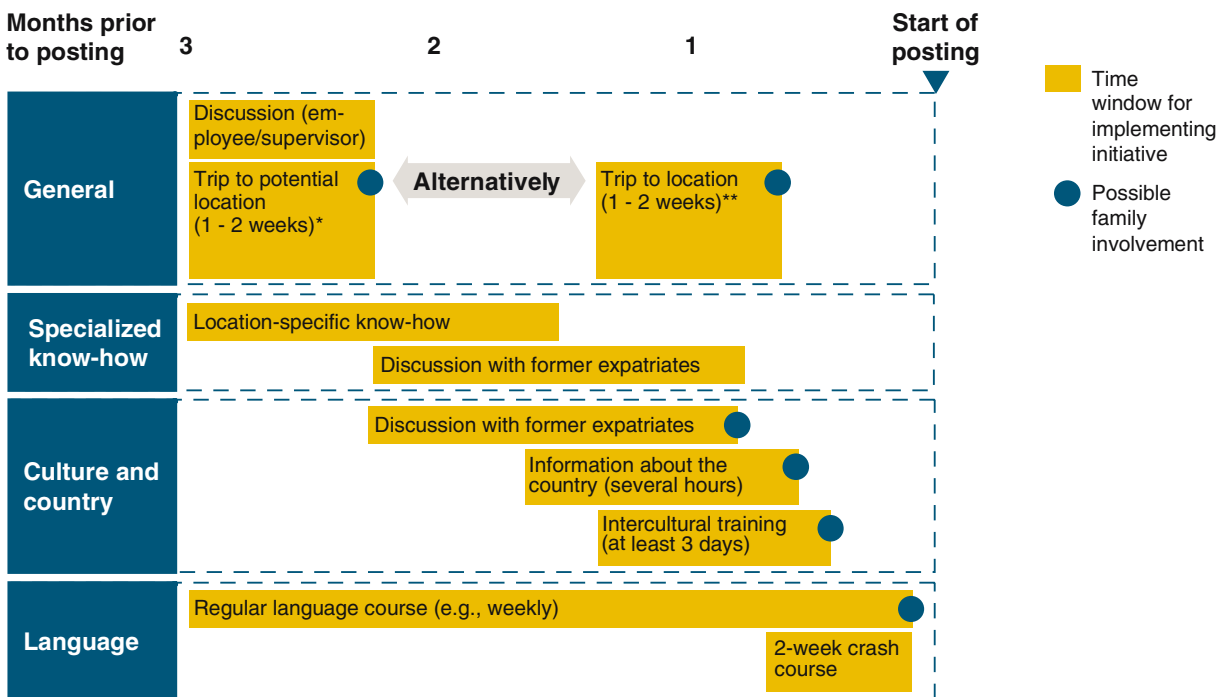 Months prior
to posting
3
2
1
Start of
posting
Time
window for
implementing
initiative
Possible
family
involvement
General
Discussion (em-
ployee/supervisor)
Trip to potential
location
(1 - 2 weeks)*
Alternatively
Trip to location
(1 - 2 weeks)**
Specialized
know-how
Location-specific know-how
Discussion with former expatriates
Culture and
country
Discussion with former expatriates
Information about the
country (several hours)
Intercultural training
(at least 3 days)
Language
Regular language course (e.g., weekly)
2-week crash
course